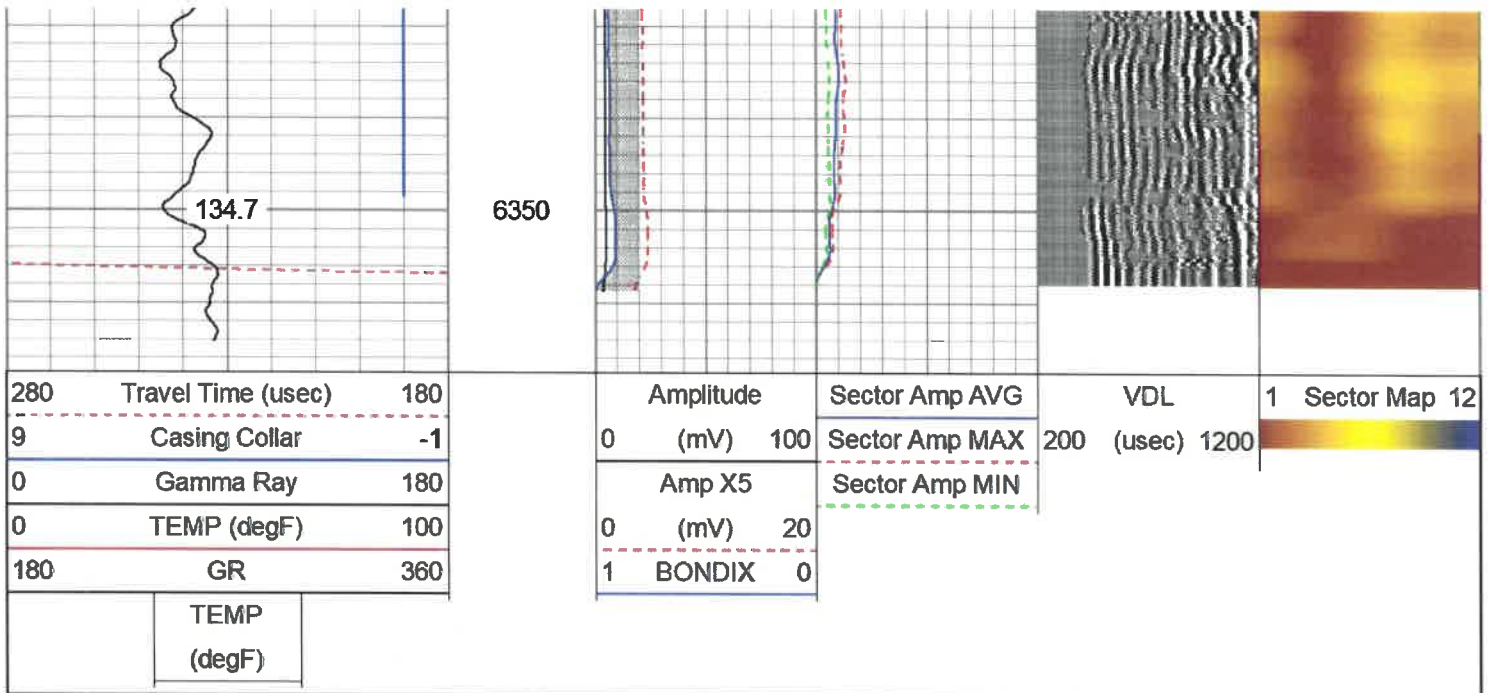 134.7
6350
280 Travel Time (usec) 180
9 Casing Collar -1
0 Gamma Ray 180
0 TEMP (degF) 100
180 GR 360
TEMP
(degF)
Amplitude
0 (mV) 100
Amp X5
0 (mV) 20
1 BONDIX 0
Sector Amp AVG
Sector Amp MAX
Sector Amp MIN
VDL
200 (usec) 1200
1 Sector Map 12